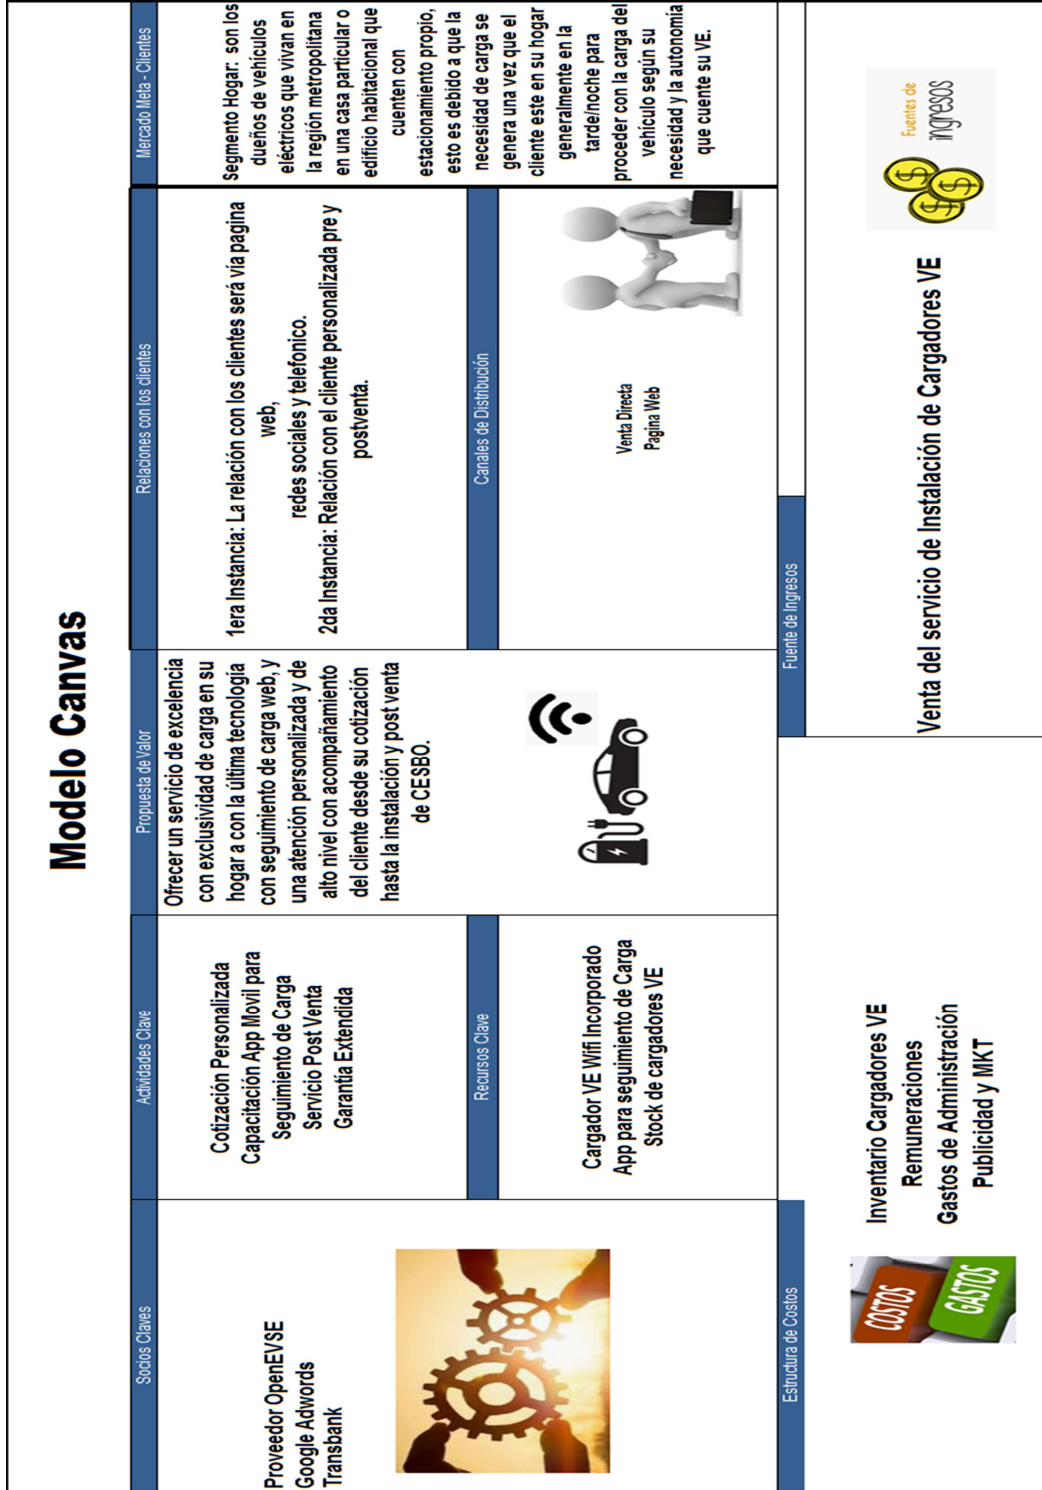 Modelo Canvas
Socios Claves
Proveedor OpenEVSE
Google Adwords
Transbank
Actividades Clave
Cotización Personalizada
Capacitación App Movil para
Seguimiento de Carga
Servicio Post Venta
Garantía Extendida
Recursos Clave
Cargador VE Wifi Incorporado
App para seguimiento de Carga
Stock de cargadores VE
Propuesta de Valor
Ofrecer un servicio de excelencia
con exclusividad de carga en su
hogar a con la última tecnología
con seguimiento de carga web, y
una atención personalizada y de
alto nivel con acompañamiento
del cliente desde su cotización
hasta la instalación y post venta
de CESBO.
Relaciones con los clientes
1era Instancia: La relación con los clientes será vía pagina
web,
redes sociales y telefonico.
2da Instancia: Relación con el cliente personalizada pre y
postventa.
Canales de Distribución
Venta Directa
Pagina Web
Mercado Meta - Clientes
Segmento Hogar: son los
dueños de vehículos
eléctricos que vivan en
la región metropolitana
en una casa particular o
edificio habitacional que
cuenten con
estacionamiento propio,
esto es debido a que la
necesidad de carga se
genera una vez que el
cliente este en su hogar
generalmente en la
tarde/noche para
proceder con la carga del
vehículo según su
necesidad y la autonomía
que cuente su VE.
Estructura de Costos
COSTOS
GASTOS
Inventario Cargadores VE
Remuneraciones
Gastos de Administración
Publicidad y MKT
Fuente de Ingresos
Venta del servicio de Instalación de Cargadores VE
Fuentes de
ingresos